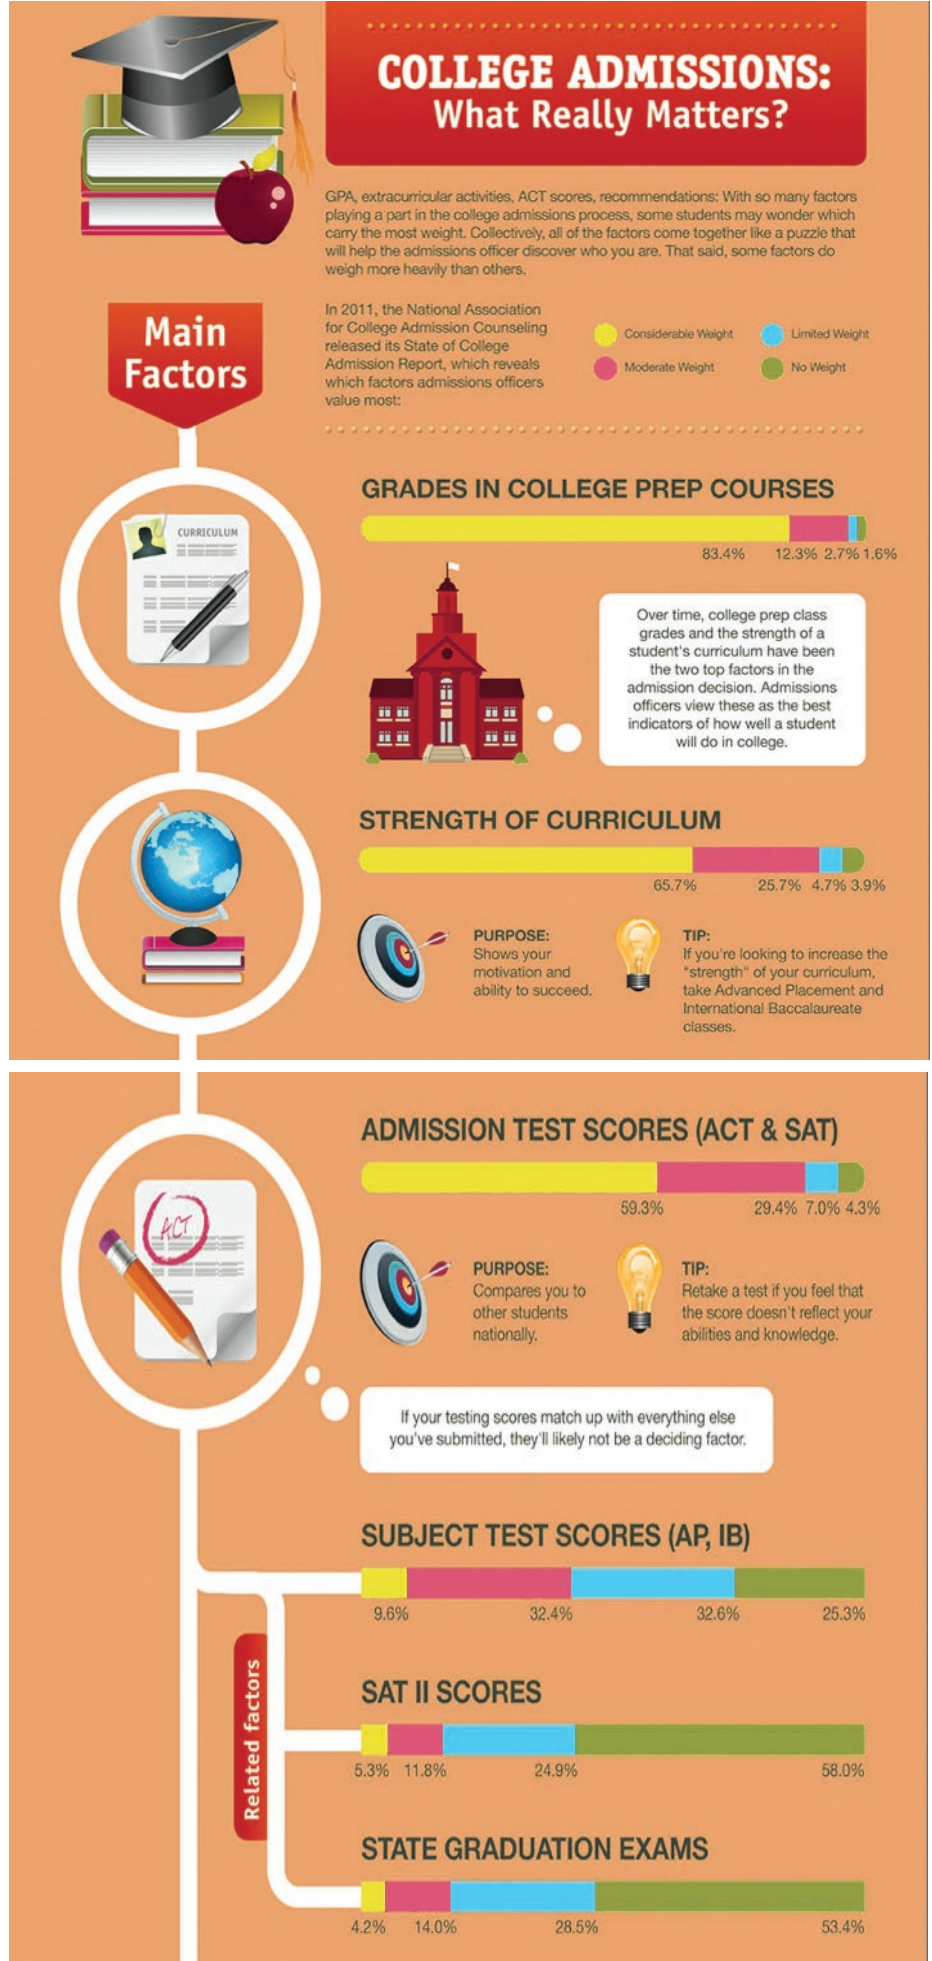 COLLEGE ADMISSIONS:
What Really Matters?
GPA, extracurricular activities, ACT scores, recommendations: With so many factors
playing a part in the college admissions process, some students may wonder which
carry the most weight. Collectively, all of the factors come together like a puzzle that
will help the admissions officer discover who you are. That said, some factors do
weigh more heavily than others.
Main
Factors
In 2011, the National Association
for College Admission Counseling
released its State of College
Admission Report, which reveals
which factors admissions officers
value most:
Considerable Weight
Limited Weight
Moderate Weight
No Weight
GRADES IN COLLEGE PREP COURSES
83.4% 12.3% 2.7% 1.6%
CURRICULUM
Over time, college prep class
grades and the strength of a
student's curriculum have been
the two top factors in the
admission decision. Admissions
officers view these as the best
indicators of how well a student
will do in college.
STRENGTH OF CURRICULUM
65.7% 25.7% 4.7% 3.9%
PURPOSE:
Shows your
motivation and
ability to succeed.
TIP:
If you're looking to increase the
"strength" of your curriculum,
take Advanced Placement and
International Baccalaureate
classes.
ADMISSION TEST SCORES (ACT & SAT)
59.3% 29.4% 7.0% 4.3%
ACT
PURPOSE:
Compares you to
other students
nationally.
TIP:
Retake a test if you feel that
the score doesn't reflect your
abilities and knowledge.
If your testing scores match up with everything else
you've submitted, they'll likely not be a deciding factor.
SUBJECT TEST SCORES (AP, IB)
9.6% 32.4% 32.6% 25.3%
Related factors
SAT II SCORES
5.3% 11.8% 24.9% 58.0%
STATE GRADUATION EXAMS
4.2% 14.0% 28.5% 53.4%